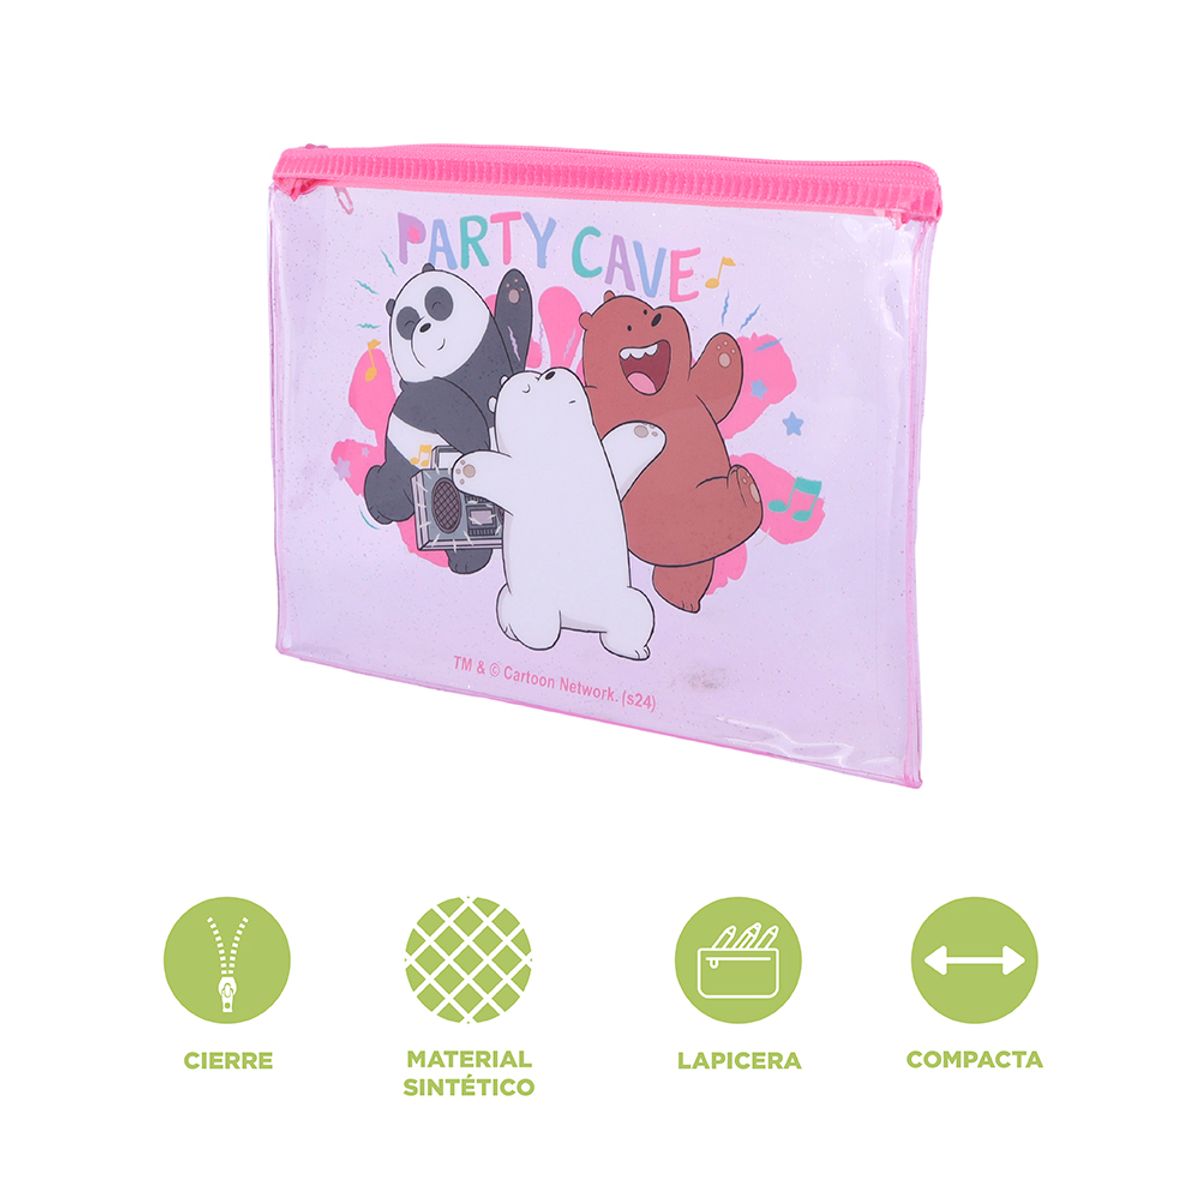 PARTY CAVE
TM & © Cartoon Network. (s24)
CIERRE
MATERIAL
SINTÉTICO
LAPICERA
COMPACTA